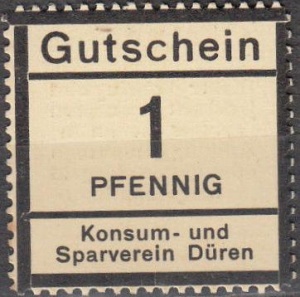 Gutschein
1
PFENNIG
Konsum- und
Sparverein Düren